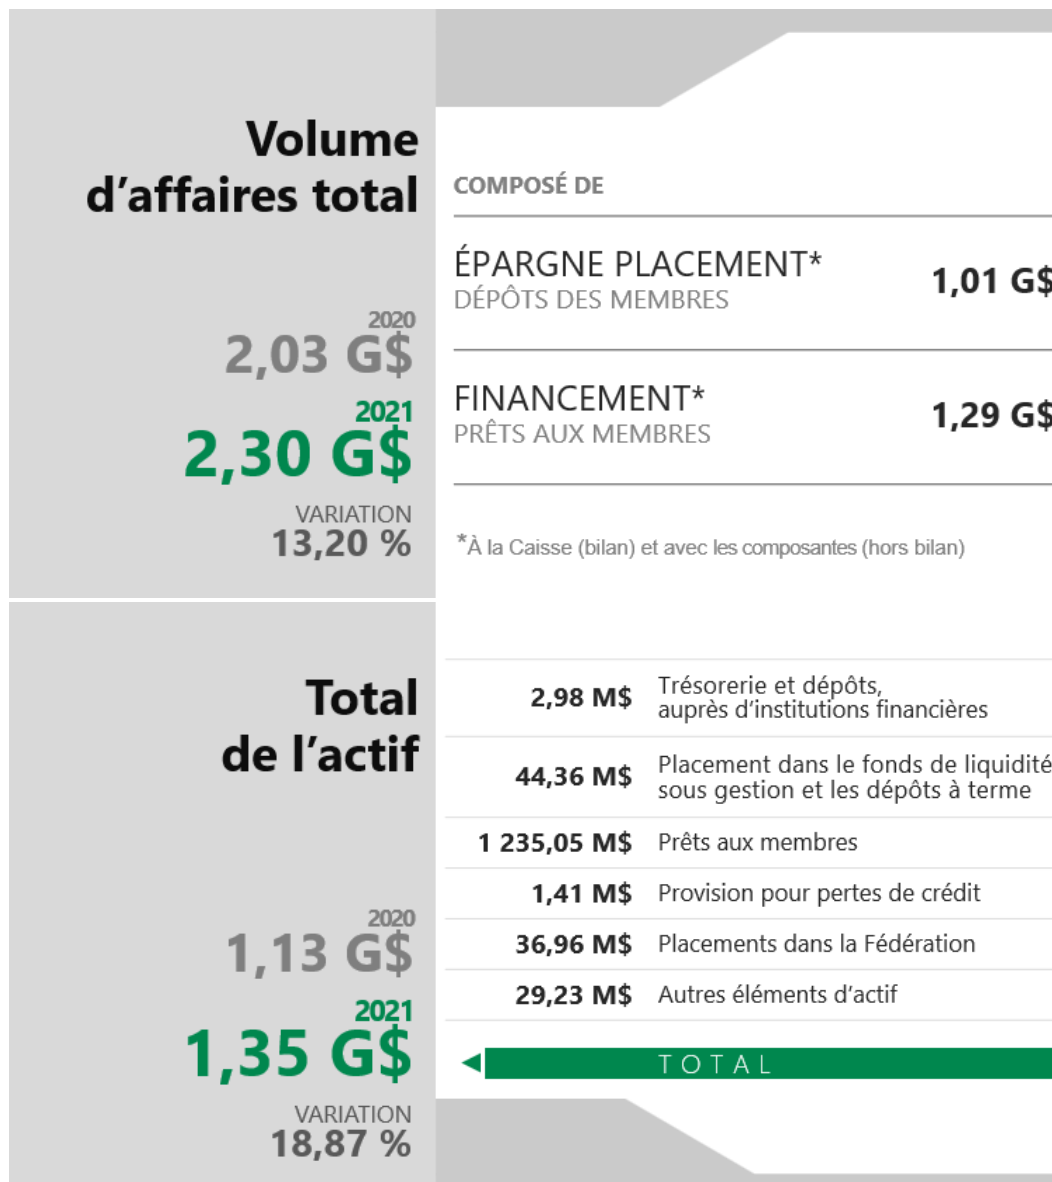 Volume
d’affaires total
2020
2,03 G$
2021
2,30 G$
VARIATION
13,20 %
COMPOSÉ DE
ÉPARGNE PLACEMENT* 1,01 G$
DÉPÔTS DES MEMBRES
FINANCEMENT* 1,29 G$
PRÊTS AUX MEMBRES
*À la Caisse (bilan) et avec les composantes (hors bilan)
Total
de l’actif
2020
1,13 G$
2021
1,35 G$
VARIATION
18,87 %
2,98 M$ Trésorerie et dépôts,
auprès d’institutions financières
44,36 M$ Placement dans le fonds de liquidité
sous gestion et les dépôts à terme
1 235,05 M$ Prêts aux membres
1,41 M$ Provision pour pertes de crédit
36,96 M$ Placements dans la Fédération
29,23 M$ Autres éléments d’actif
TOTAL